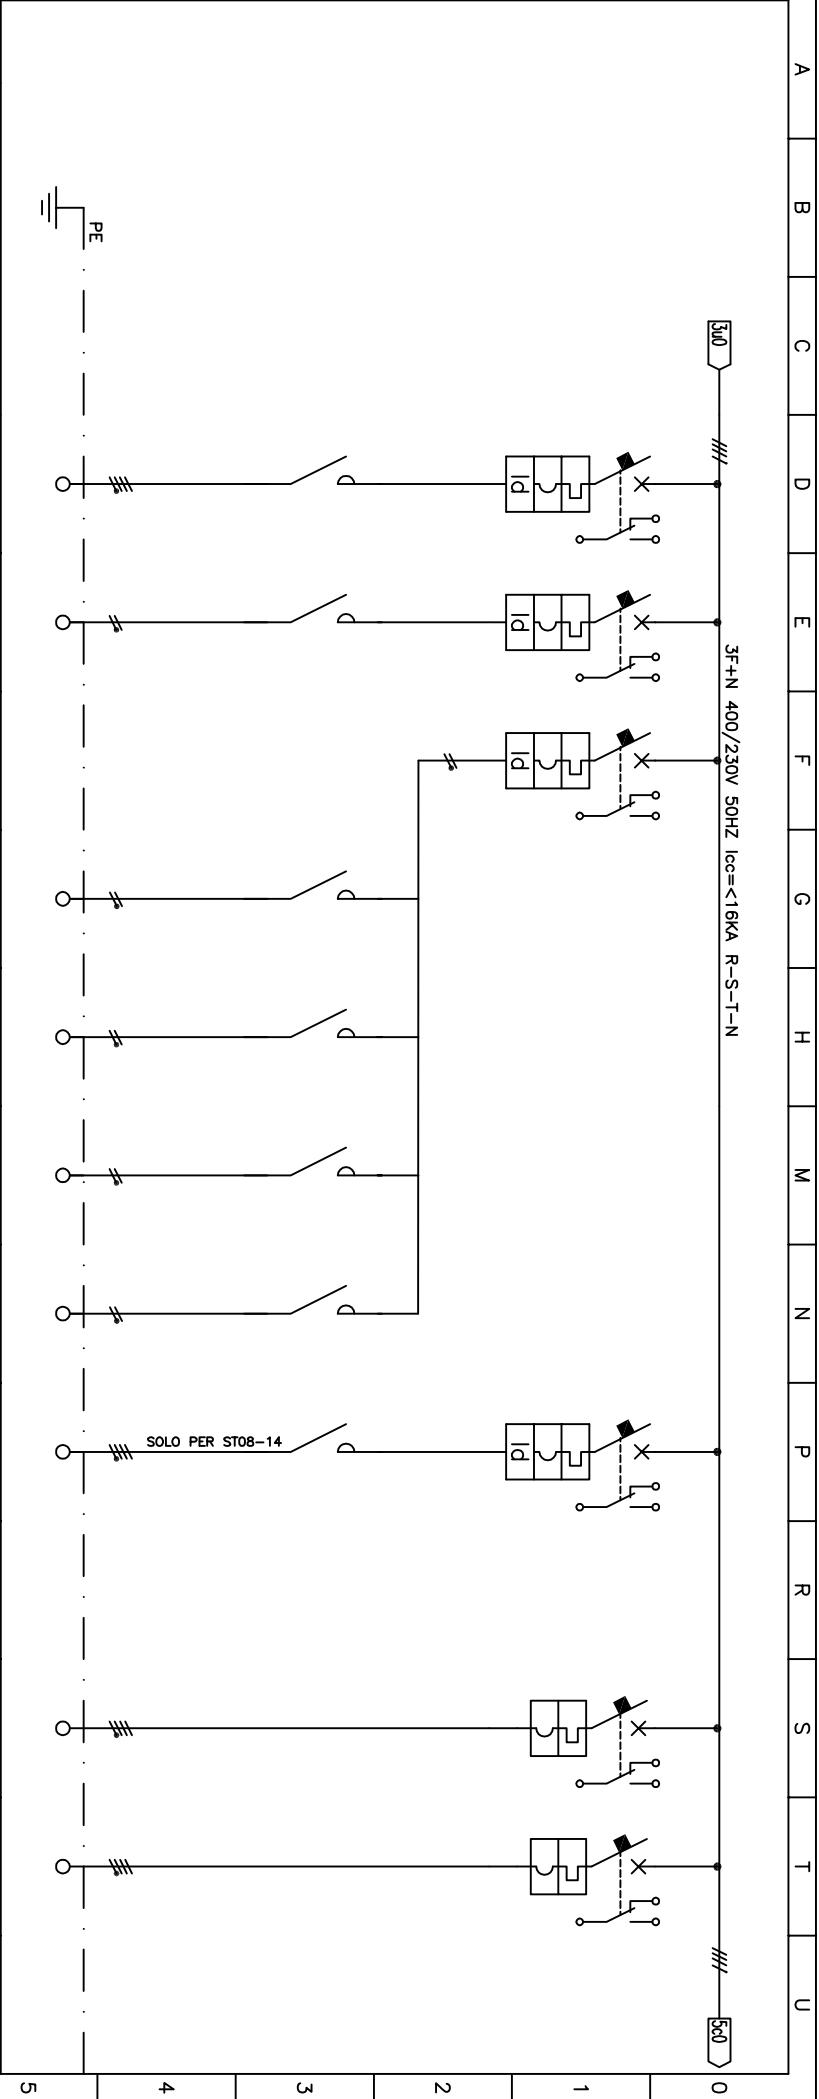 A
B
C
D
E
F
G
H
M
N
P
R
S
T
U
3u0
3F+N 400/230V 50HZ Icc=<16KA R-S-T-N
5c0
Id
Id
Id
Id
SOLO PER ST08-14
PE
0
1
2
3
4
5